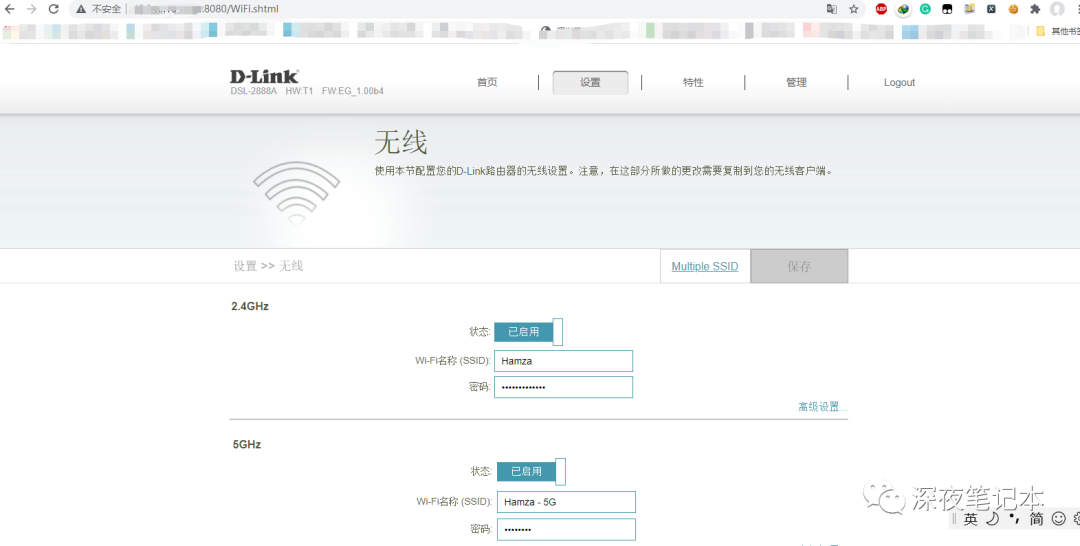 不安全
:8080/WiFi.shtml
其他书签
D-Link
DSL-2888A HW:T1 FW:EG_1.00b4
首页 设置 特性 管理 Logout
无线
使用本节配置您的D-Link路由器的无线设置。注意，在这部分所做的更改需要复制到您的无线客户端。
设置 >> 无线
Multiple SSID
保存
2.4GHz
状态: 已启用
Wi-Fi名称 (SSID): Hamza
密码: •••••••••••••
高级设置...
5GHz
状态: 已启用
Wi-Fi名称 (SSID): Hamza - 5G
密码: ••••••••
深夜笔记本
英 简